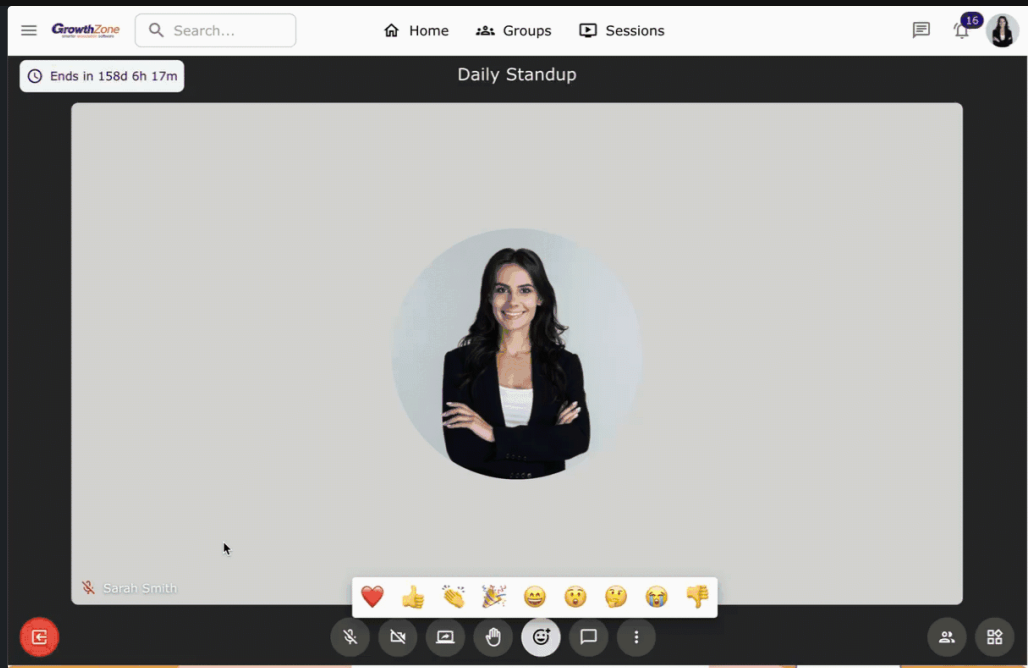 GrowthZone
Search...
Home
Groups
Sessions
16
Ends in 158d 6h 17m
Daily Standup
Sarah Smith